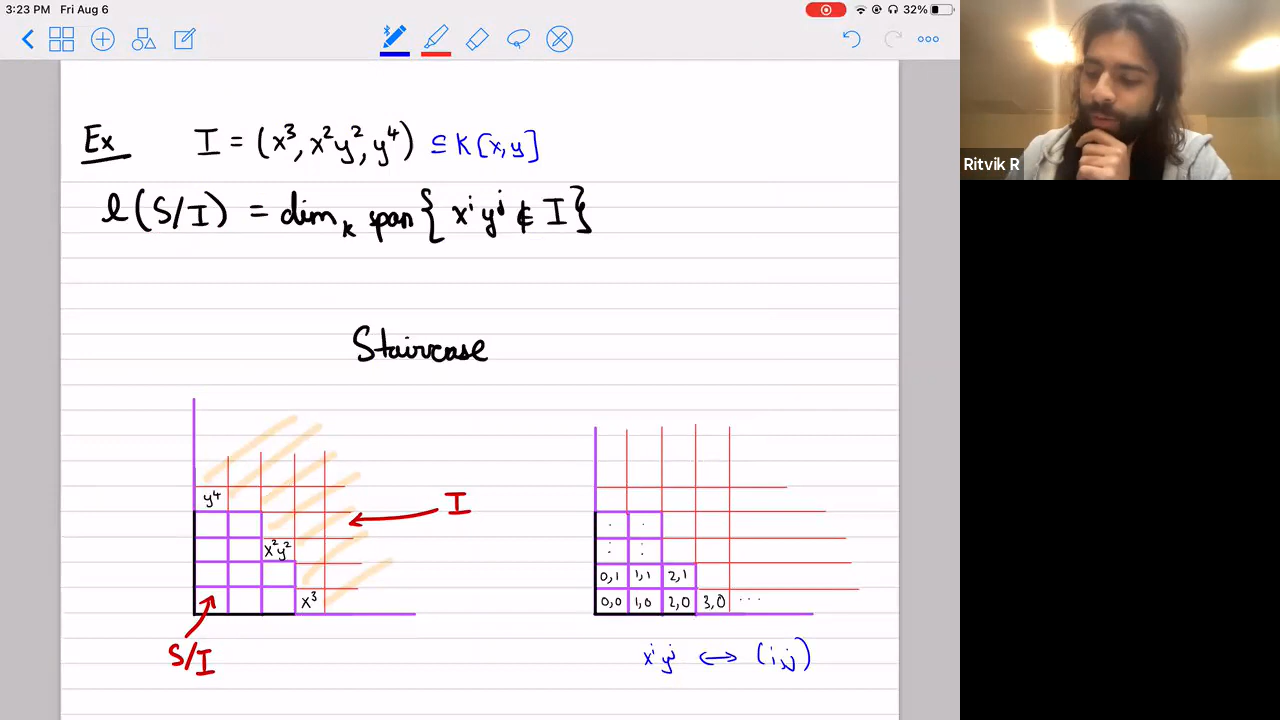 3:23 PM Fri Aug 6
32%
Ritvik R
Ex I = (x³, x²y², y⁴) ⊆ K[x,y]
l(S/I) = dimₖ span{ xⁱyʲ ∉ I}
Staircase
y⁴
x²y²
x³
I
S/I
: :
: :
0,1 1,1 2,1
0,0 1,0 2,0 3,0 ...
xⁱyʲ ↔ (i,j)